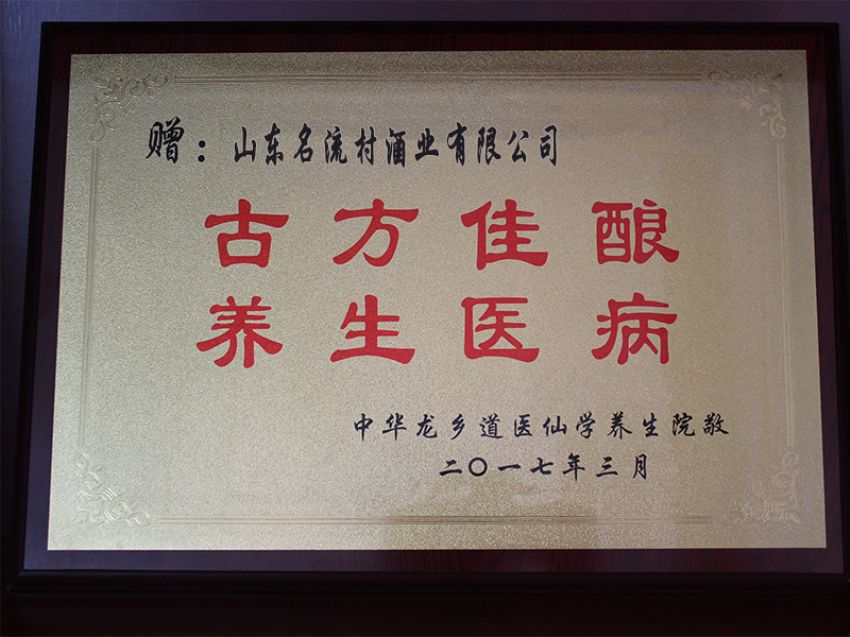 赠：山东名流村酒业有限公司
古方佳酿
养生医病
中华龙乡道医仙学养生院敬
二〇一七年三月